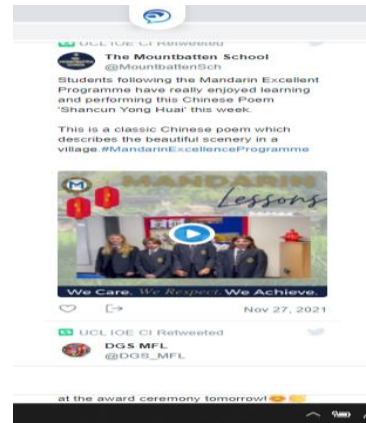 UCL IOE CI Retweeted
The Mountbatten School
@MountbattenSch
Students following the Mandarin Excellent
Programme have really enjoyed learning
and performing this Chinese Poem
'Shancun Yong Huai' this week.
This is a classic Chinese poem which
describes the beautiful scenery in a
village.#MandarinExcellenceProgramme
M
MANDARIN
Lessons
We Care. We Respect. We Achieve.
Nov 27, 2021
UCL IOE CI Retweeted
DGS MFL
@DGS_MFL
at the award ceremony tomorrow!